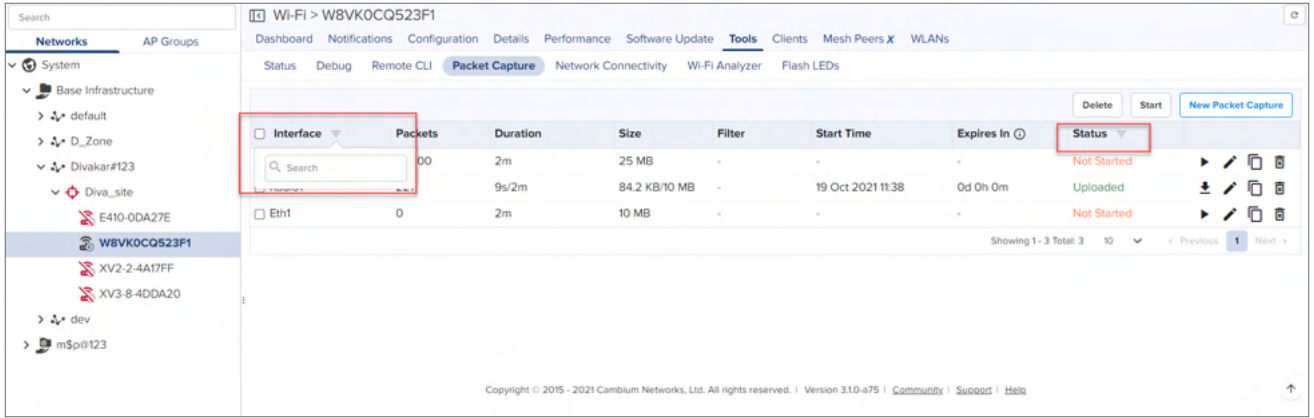 Search
Networks AP Groups
System
Base Infrastructure
default
D_Zone
Divakar#123
Diva_site
E410-0DA27E
W8VK0CQ523F1
XV2-2-4A17FF
XV3-8-4DDA20
dev
m$p@123
Wi-Fi > W8VK0CQ523F1
Dashboard Notifications Configuration Details Performance Software Update Tools Clients Mesh Peers X WLANs
Status Debug Remote CLI Packet Capture Network Connectivity Wi-Fi Analyzer Flash LEDs
Delete Start New Packet Capture
Interface Packets Duration Size Filter Start Time Expires In Status
Search
00 2m 25 MB - - - Not Started
9s/2m 84.2 KB/10 MB - 19 Oct 2021 11:38 0d 0h 0m Uploaded
Eth1 0 2m 10 MB - - - Not Started
Showing 1 - 3 Total: 3 10 < Previous 1 Next >
Copyright © 2015 - 2021 Cambium Networks, Ltd. All rights reserved. | Version 3.1.0-a75 | Community | Support | Help